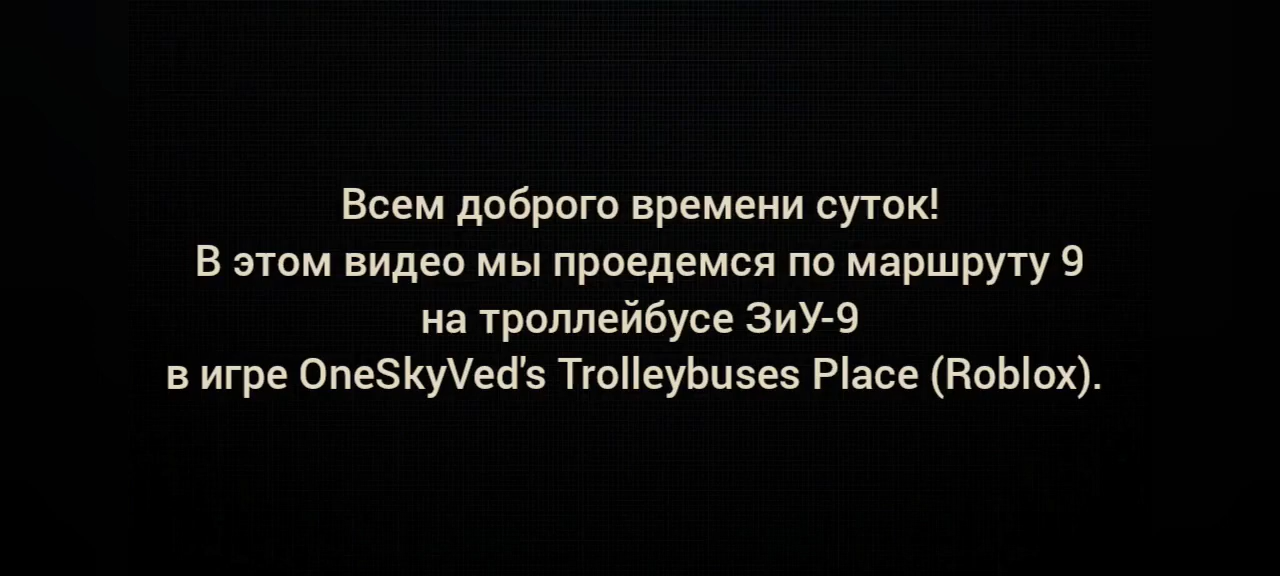 Всем доброго времени суток!
В этом видео мы проедемся по маршруту 9
на троллейбусе ЗиУ-9
в игре OneSkyVed's Trolleybuses Place (Roblox).